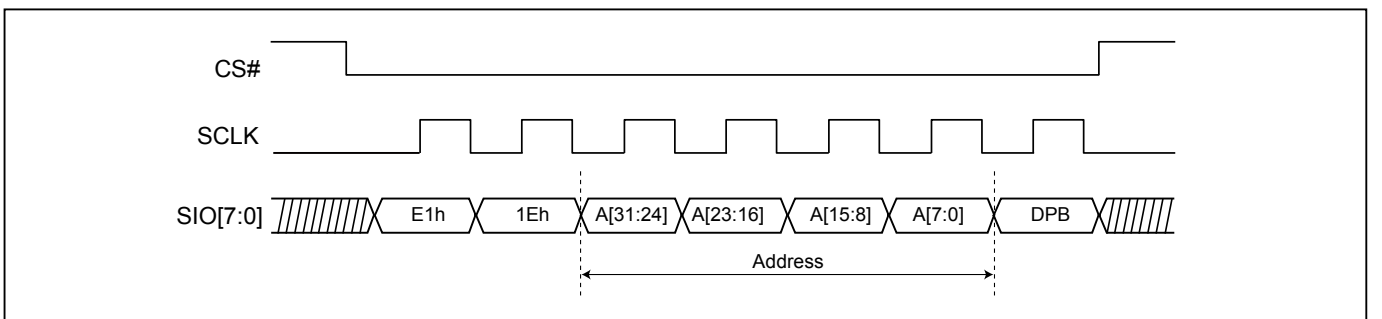 CS#
SCLK
SIO[7:0] E1h 1Eh A[31:24] A[23:16] A[15:8] A[7:0] DPB
Address